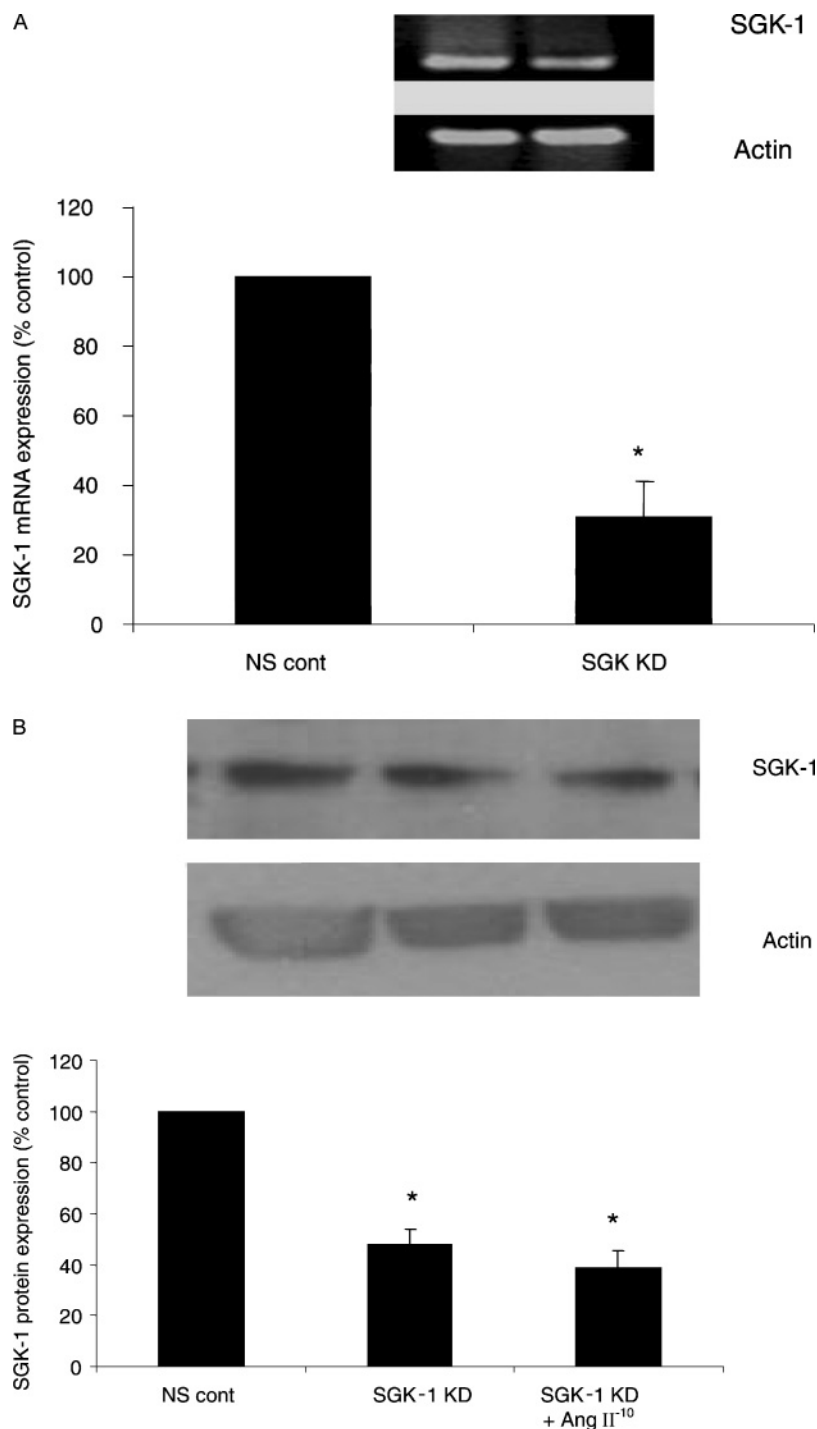 A
SGK-1
Actin
SGK-1 mRNA expression (% control)
120
100
80
60
40
20
0
*
NS cont
SGK KD
B
SGK-1
Actin
SGK-1 protein expression (% control)
120
100
80
60
40
20
0
*
*
NS cont
SGK-1 KD
SGK-1 KD
+ Ang II⁻¹⁰